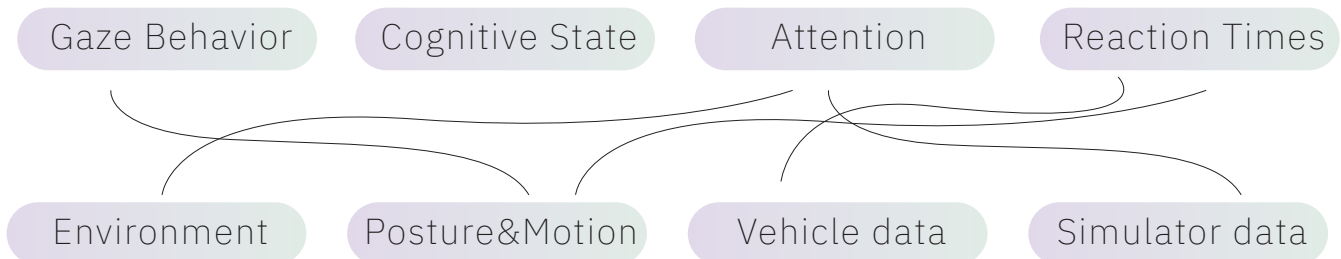 Gaze Behavior
Cognitive State
Attention
Reaction Times
Environment
Posture&Motion
Vehicle data
Simulator data